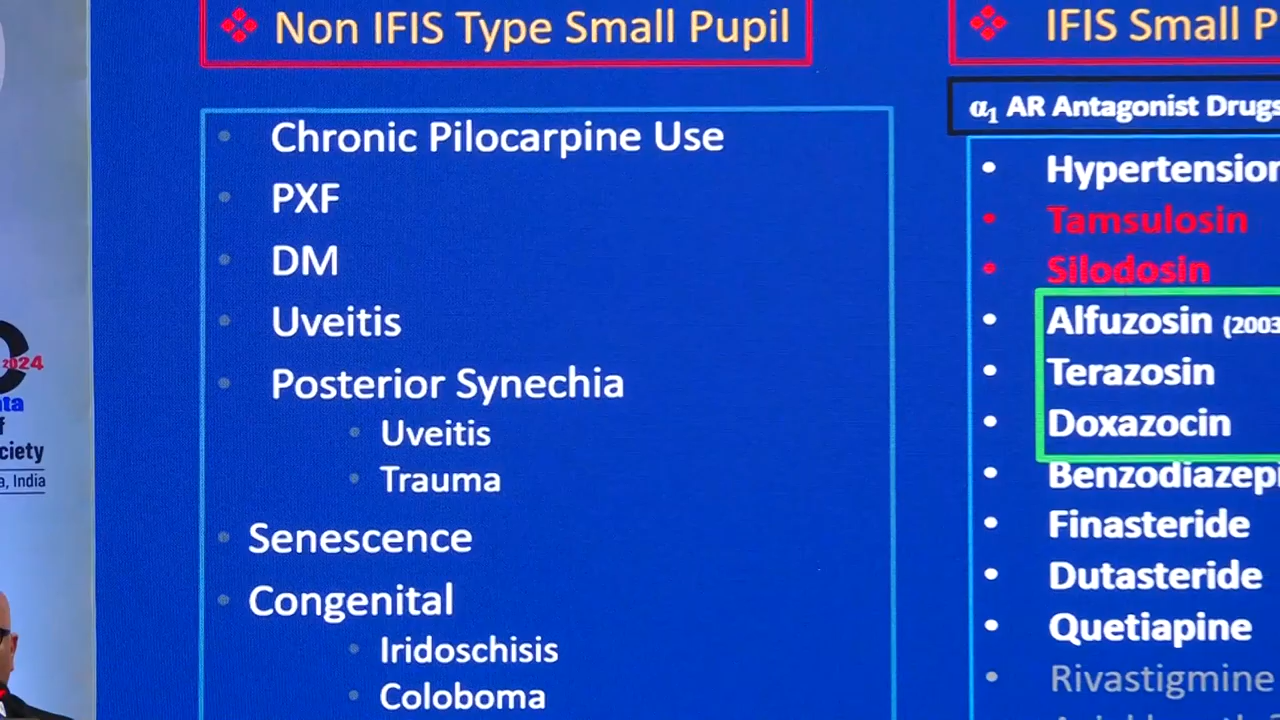 Non IFIS Type Small Pupil
Chronic Pilocarpine Use
PXF
DM
Uveitis
Posterior Synechia
Uveitis
Trauma
Senescence
Congenital
Iridoschisis
Coloboma
IFIS Small P
α1 AR Antagonist Drugs
Hypertension
Tamsulosin
Silodosin
Alfuzosin (2003
Terazosin
Doxazocin
Benzodiazepi
Finasteride
Dutasteride
Quetiapine
Rivastigmine
2024
ata
f
ciety
a, India